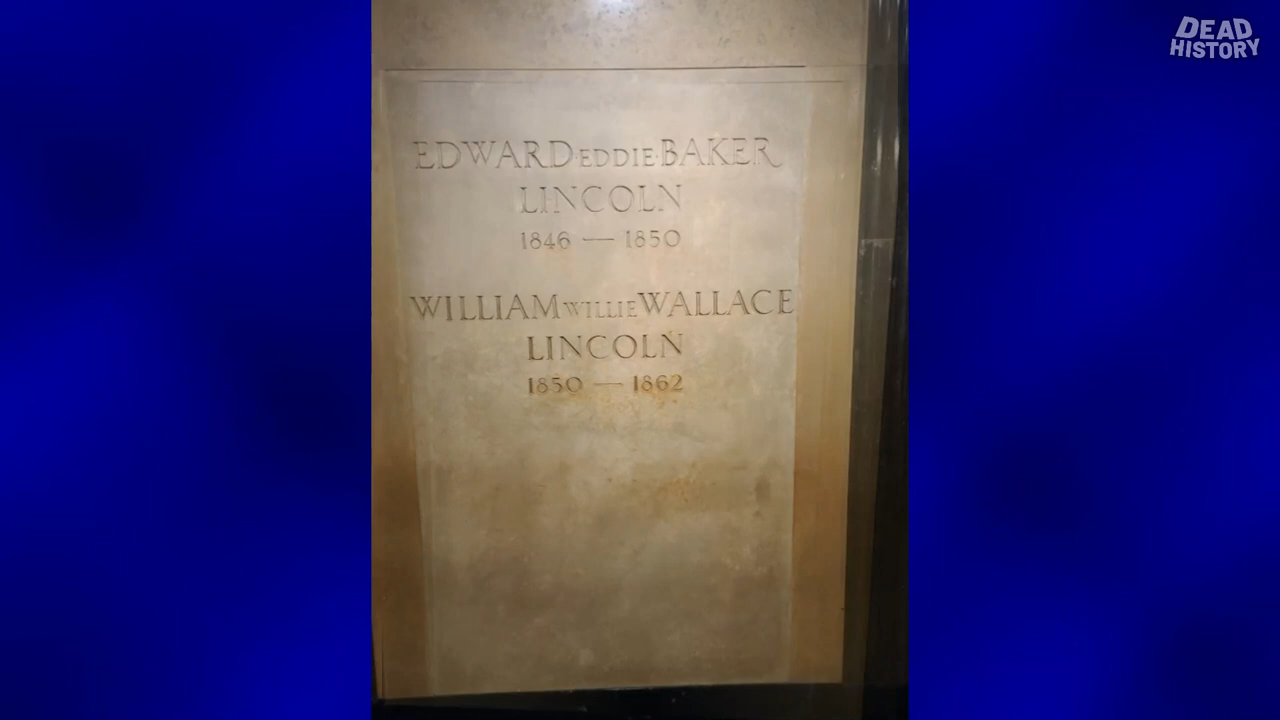 DEAD
HISTORY
EDWARD·EDDIE·BAKER
LINCOLN
1846 — 1850
WILLIAM WILLIE WALLACE
LINCOLN
1850 — 1862